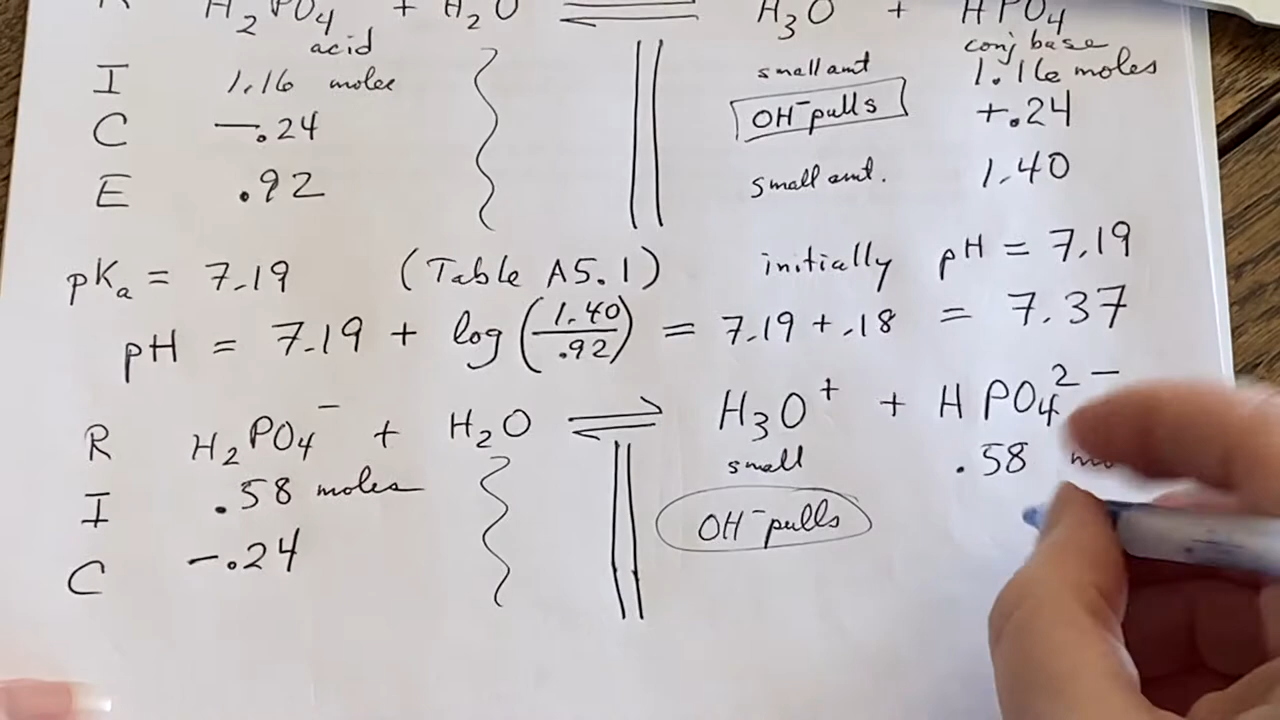 R H₂PO₄ + H₂O ⇌ H₃O + HPO₄
acid conj base
I 1.16 moles small amt 1.16 moles
C -.24 OH⁻ pulls +.24
E .92 small amt. 1.40
pKa = 7.19 (Table A5.1) initially pH = 7.19
pH = 7.19 + log (1.40/.92) = 7.19 + .18 = 7.37
R H₂PO₄⁻ + H₂O ⇌ H₃O⁺ + HPO₄²⁻
I .58 moles small .58
C -.24 OH⁻ pulls